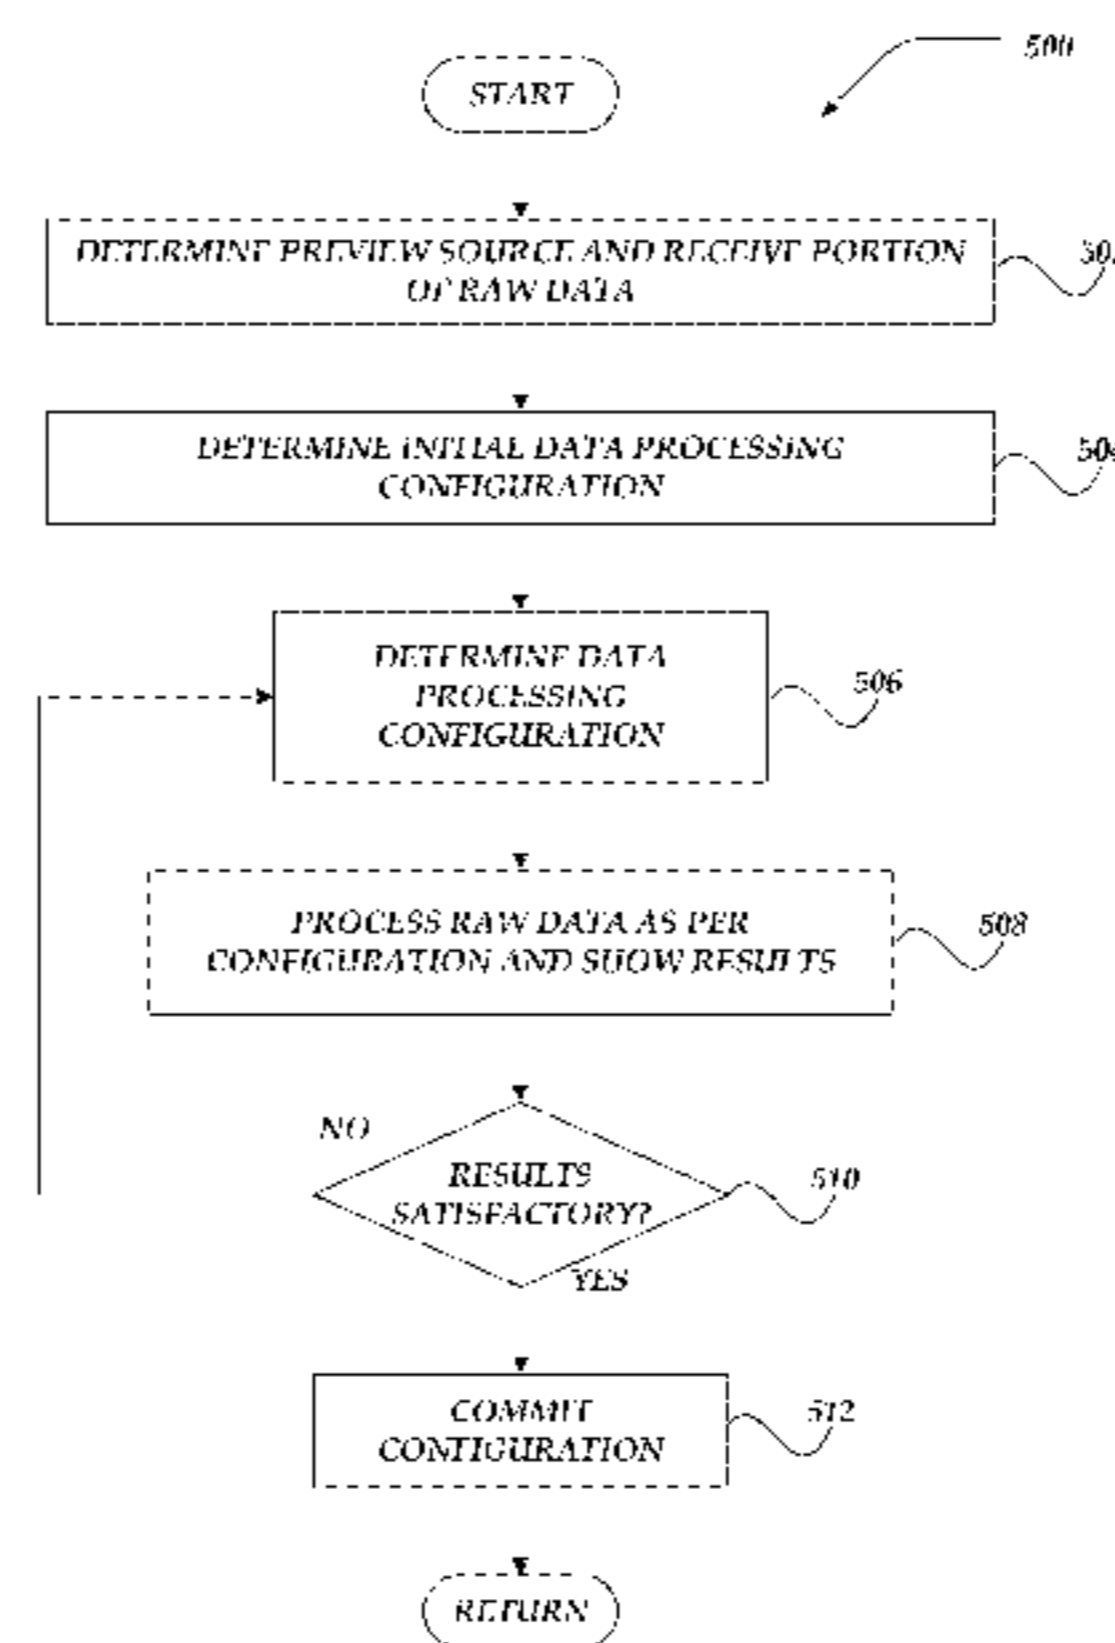 500
START
DETERMINE PREVIEW SOURCE AND RECEIVE PORTION
OF RAW DATA
DETERMINE INITIAL DATA PROCESSING
CONFIGURATION
504
DETERMINE DATA
PROCESSING
CONFIGURATION
506
PROCESS RAW DATA AS PER
CONFIGURATION AND SHOW RESULTS
508
NO
RESULTS
SATISFACTORY?
510
YES
COMMIT
CONFIGURATION
512
RETURN